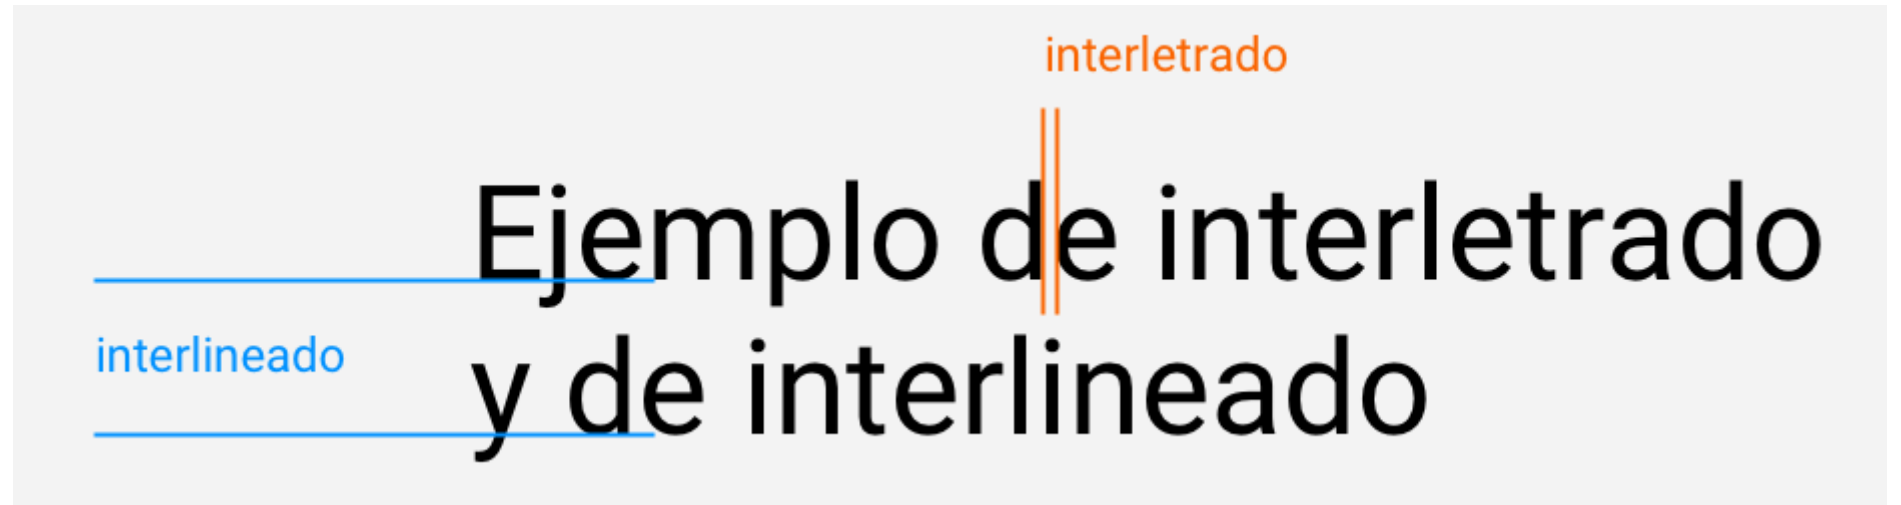 interletrado
Ejemplo de interletrado
interlineado
y de interlineado